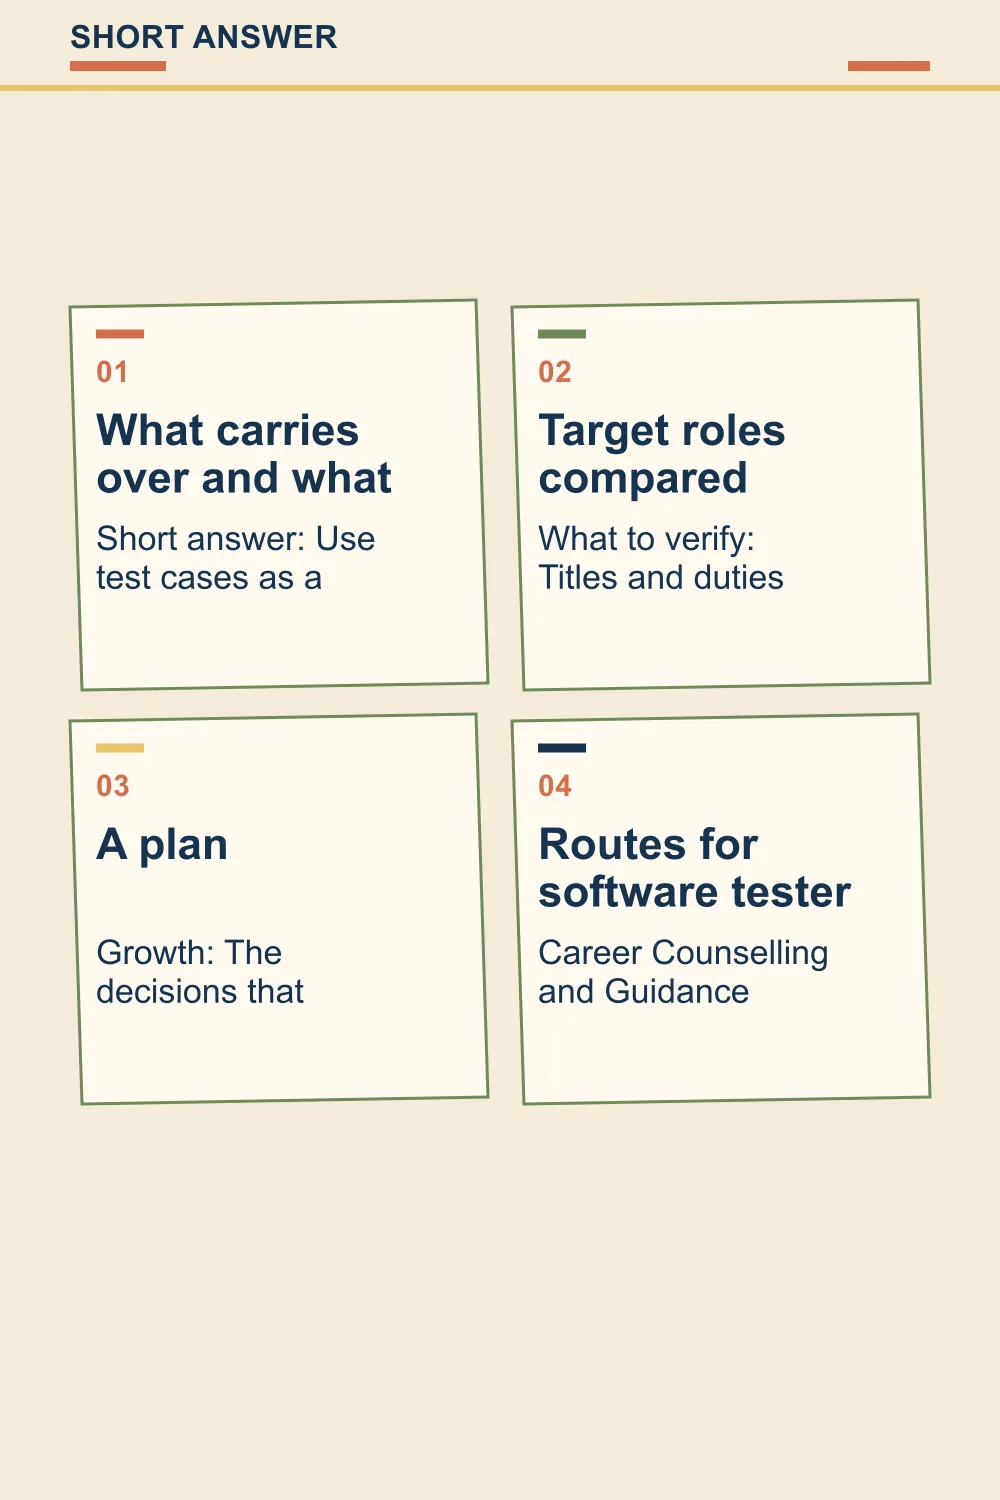 SHORT ANSWER
01
What carries
over and what
Short answer: Use
test cases as a
02
Target roles
compared
What to verify:
Titles and duties
03
A plan
Growth: The
decisions that
04
Routes for
software tester
Career Counselling
and Guidance